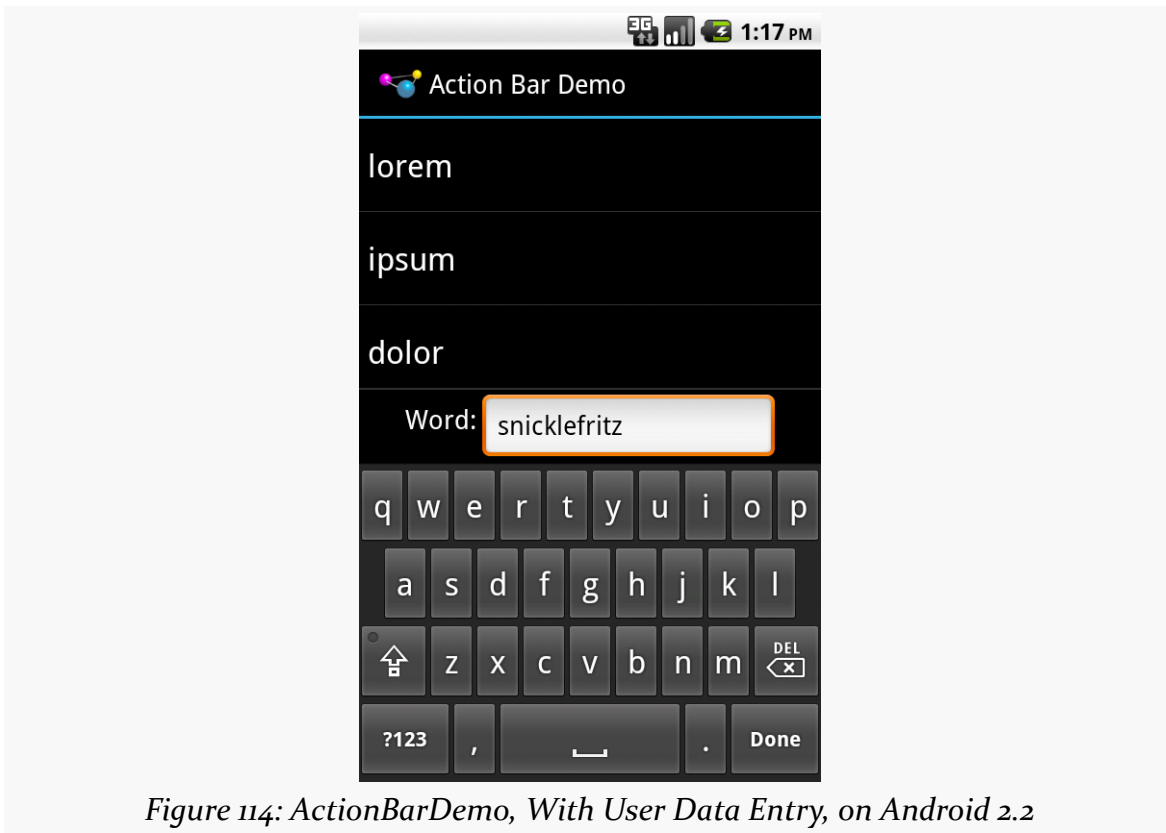 3G 1:17 PM
Action Bar Demo
lorem
ipsum
dolor
Word: snicklefritz
q w e r t y u i o p
a s d f g h j k l
z x c v b n m DEL
?123 , . Done
Figure 114: ActionBarDemo, With User Data Entry, on Android 2.2